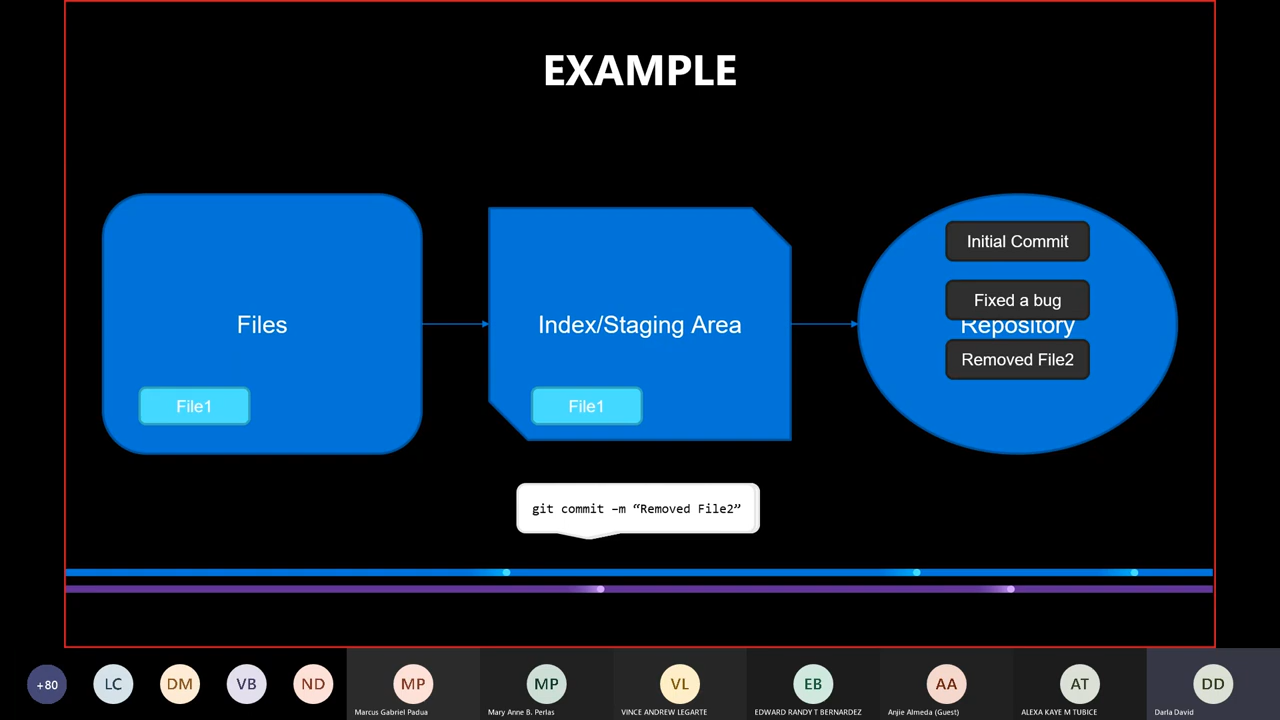 EXAMPLE
Initial Commit
Fixed a bug
Files
Index/Staging Area
Repository
Removed File2
File1
File1
git commit –m “Removed File2”
+80
LC
DM
VB
ND
MP
MP
VL
EB
AA
AT
DD
Marcus Gabriel Padua
Mary Anne B. Perlas
VINCE ANDREW LEGARTE
EDWARD RANDY T BERNARDEZ
Anjie Almeda (Guest)
ALEXA KAYE M TUBICE
Darla David